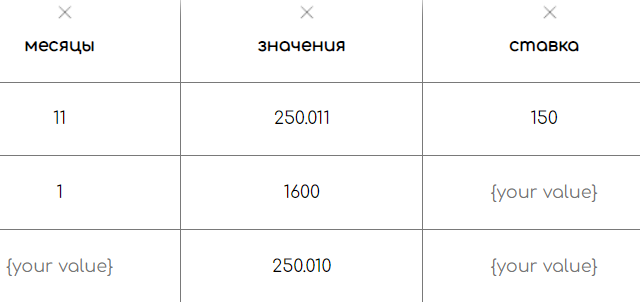 месяцы значения ставка
11 250.011 150
1 1600 {your value}
{your value} 250.010 {your value}